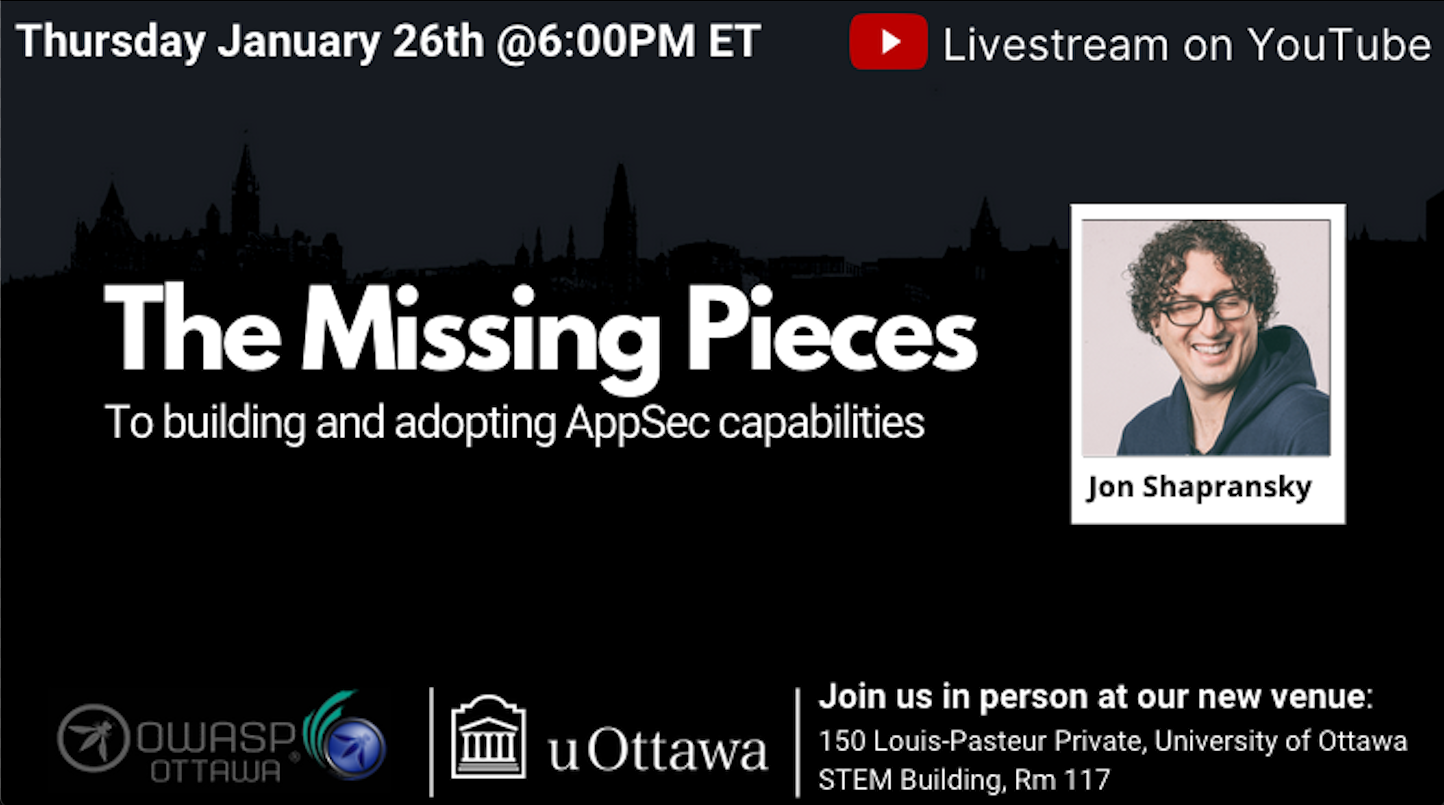 Thursday January 26th @6:00PM ET
Livestream on YouTube
The Missing Pieces
To building and adopting AppSec capabilities
Jon Shapransky
OWASP
OTTAWA
®
uOttawa
Join us in person at our new venue:
150 Louis-Pasteur Private, University of Ottawa
STEM Building, Rm 117